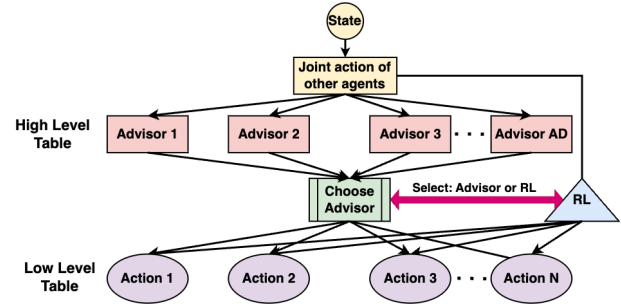 State
Joint action of
other agents
High Level
Table
Advisor 1
Advisor 2
Advisor 3
. . .
Advisor AD
Choose
Advisor
Select: Advisor or RL
RL
Low Level
Table
Action 1
Action 2
Action 3
. . .
Action N